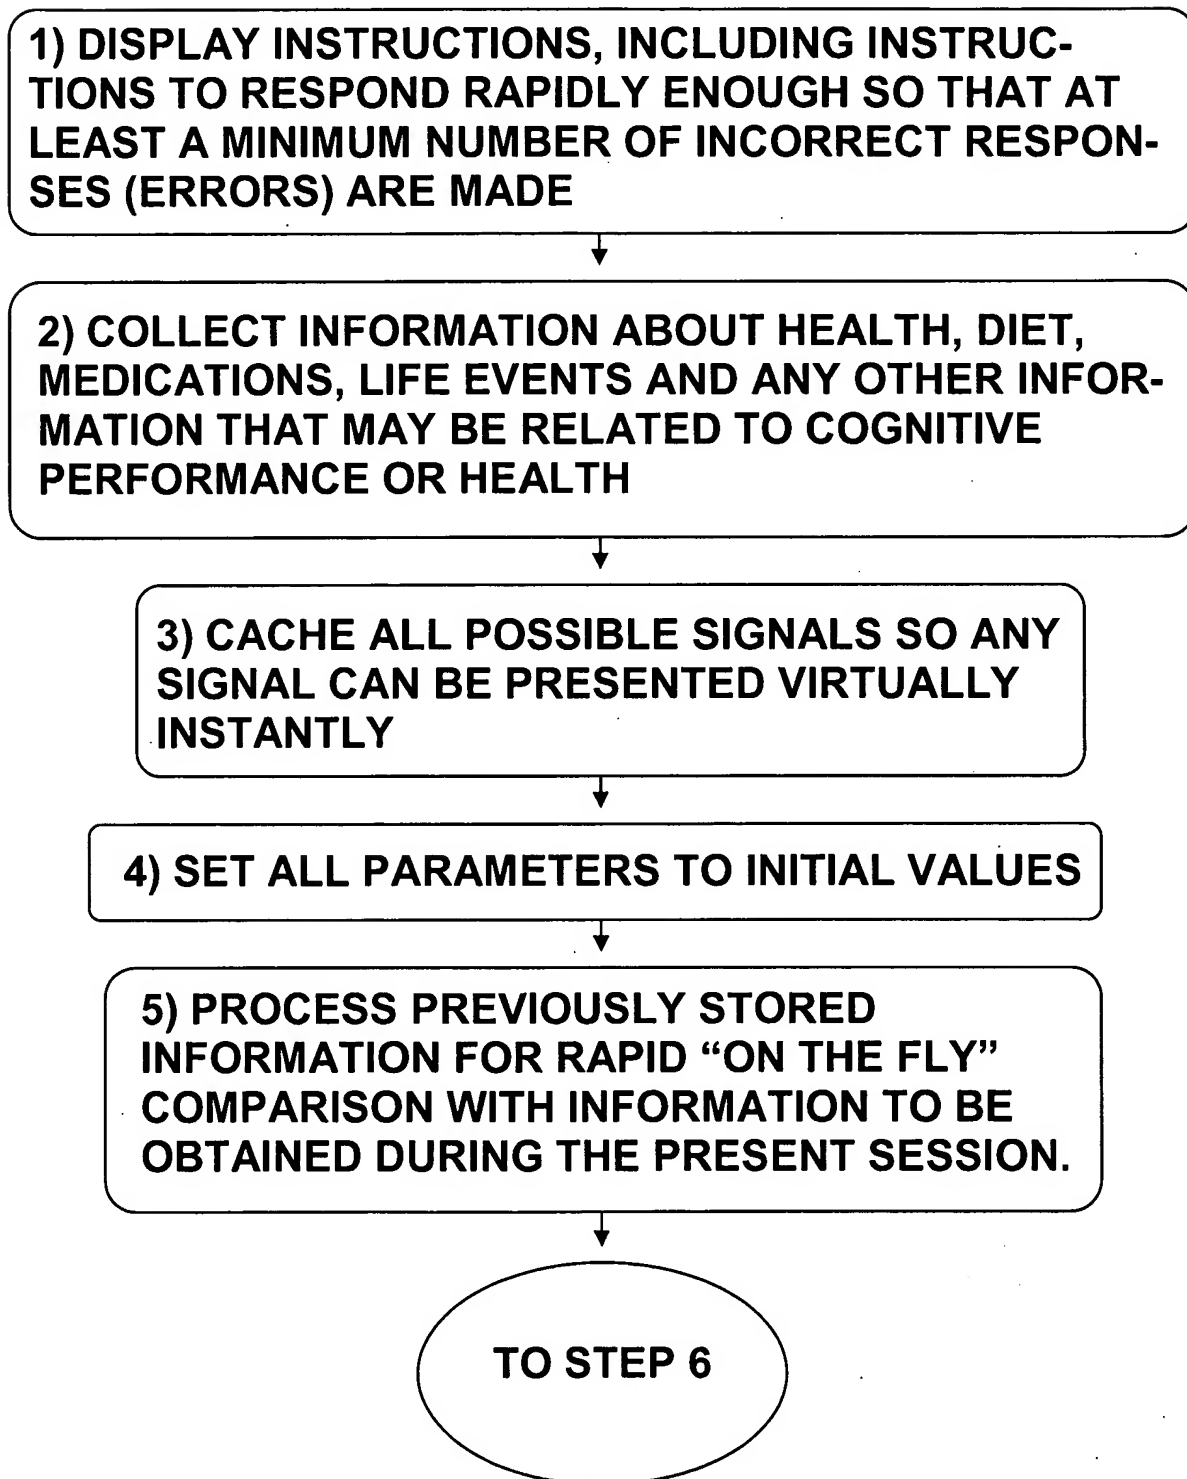 1) DISPLAY INSTRUCTIONS, INCLUDING INSTRUC-
TIONS TO RESPOND RAPIDLY ENOUGH SO THAT AT
LEAST A MINIMUM NUMBER OF INCORRECT RESPON-
SES (ERRORS) ARE MADE
2) COLLECT INFORMATION ABOUT HEALTH, DIET,
MEDICATIONS, LIFE EVENTS AND ANY OTHER INFOR-
MATION THAT MAY BE RELATED TO COGNITIVE
PERFORMANCE OR HEALTH
3) CACHE ALL POSSIBLE SIGNALS SO ANY
SIGNAL CAN BE PRESENTED VIRTUALLY
INSTANTLY
4) SET ALL PARAMETERS TO INITIAL VALUES
5) PROCESS PREVIOUSLY STORED
INFORMATION FOR RAPID “ON THE FLY”
COMPARISON WITH INFORMATION TO BE
OBTAINED DURING THE PRESENT SESSION.
TO STEP 6